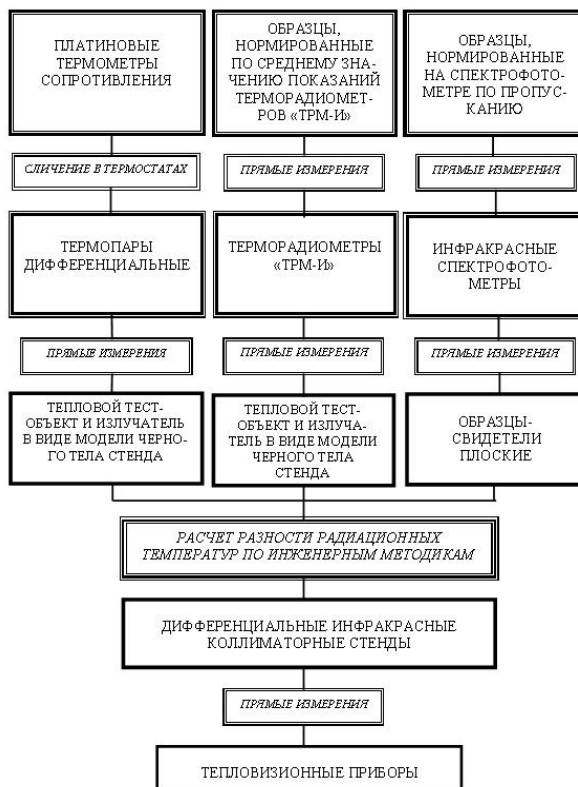 ПЛАТИНОВЫЕ
ТЕРМОМЕТРЫ
СОПРОТИВЛЕНИЯ
ОБРАЗЦЫ,
НОРМИРОВАННЫЕ
ПО СРЕДНЕМУ ЗНА-
ЧЕНИЮ ПОКАЗАНИЙ
ТЕРМОРАДИОМЕТ-
РОВ «ТРМ-И»
ОБРАЗЦЫ,
НОРМИРОВАННЫЕ
НА СПЕКТРОФОТО-
МЕТРЕ ПО ПРОПУС-
КАНИЮ
СЛИЧЕНИЕ В ТЕРМОСТАТАХ
ПРЯМЫЕ ИЗМЕРЕНИЯ
ПРЯМЫЕ ИЗМЕРЕНИЯ
ТЕРМОПАРЫ
ДИФФЕРЕНЦИАЛЬНЫЕ
ТЕРМОРАДИОМЕТРЫ
«ТРМ-И»
ИНФРАКРАСНЫЕ
СПЕКТРОФОТО-
МЕТРЫ
ПРЯМЫЕ ИЗМЕРЕНИЯ
ПРЯМЫЕ ИЗМЕРЕНИЯ
ПРЯМЫЕ ИЗМЕРЕНИЯ
ТЕПЛОВОЙ ТЕСТ-
ОБЪЕКТ И ИЗЛУЧАТЕЛЬ
В ВИДЕ МОДЕЛИ ЧЕРНО-
ГО ТЕЛА СТЕНДА
ТЕПЛОВОЙ ТЕСТ-
ОБЪЕКТ И ИЗЛУЧА-
ТЕЛЬ В ВИДЕ МОДЕЛИ
ЧЕРНОГО ТЕЛА
СТЕНДА
ОБРАЗЦЫ-
СВИДЕТЕЛИ
ПЛОСКИЕ
РАСЧЕТ РАЗНОСТИ РАДИАЦИОННЫХ
ТЕМПЕРАТУР ПО ИНЖЕНЕРНЫМ МЕТОДИКАМ
ДИФФЕРЕНЦИАЛЬНЫЕ ИНФРАКРАСНЫЕ
КОЛЛИМАТОРНЫЕ СТЕНДЫ
ПРЯМЫЕ ИЗМЕРЕНИЯ
ТЕПЛОВИЗИОННЫЕ ПРИБОРЫ